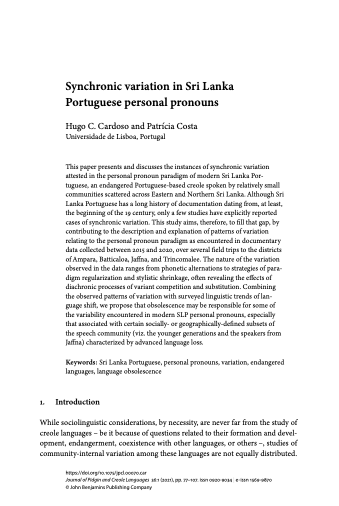 Synchronic variation in Sri Lanka
Portuguese personal pronouns
Hugo C. Cardoso and Patrícia Costa
Universidade de Lisboa, Portugal
This paper presents and discusses the instances of synchronic variation
attested in the personal pronoun paradigm of modern Sri Lanka Por-
tuguese, an endangered Portuguese-based creole spoken by relatively small
communities scattered across Eastern and Northern Sri Lanka. Although Sri
Lanka Portuguese has a long history of documentation dating from, at least,
the beginning of the 19 century, only a few studies have explicitly reported
cases of synchronic variation. This study aims, therefore, to fill that gap, by
contributing to the description and explanation of patterns of variation
relating to the personal pronoun paradigm as encountered in documentary
data collected between 2015 and 2020, over several field trips to the districts
of Ampara, Batticaloa, Jaffna, and Trincomalee. The nature of the variation
observed in the data ranges from phonetic alternations to strategies of para-
digm regularization and stylistic shrinkage, often revealing the effects of
diachronic processes of variant competition and substitution. Combining
the observed patterns of variation with surveyed linguistic trends of lan-
guage shift, we propose that obsolescence may be responsible for some of
the variability encountered in modern SLP personal pronouns, especially
that associated with certain socially- or geographically-defined subsets of
the speech community (viz. the younger generations and the speakers from
Jaffna) characterized by advanced language loss.
Keywords: Sri Lanka Portuguese, personal pronouns, variation, endangered
languages, language obsolescence
1. Introduction
While sociolinguistic considerations, by necessity, are never far from the study of
creole languages – be it because of questions related to their formation and devel-
opment, endangerment, coexistence with other languages, or others –, studies of
community-internal variation among these languages are not equally distributed.
https://doi.org/10.1075/jpcl.00070.car
Journal of Pidgin and Creole Languages 36:1 (2021), pp. 77–107. issn 0920-9034 | e-issn 1569-9870
© John Benjamins Publishing Company